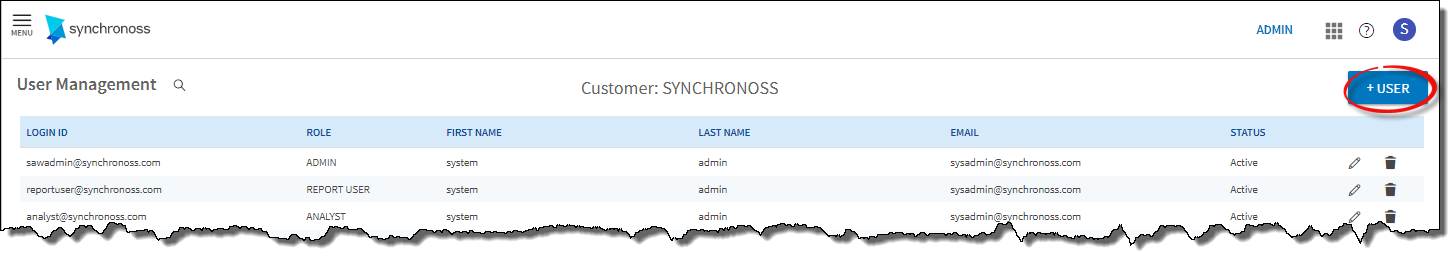 MENU synchronoss ADMIN ? S
User Management Customer: SYNCHRONOSS + USER
LOGIN ID ROLE FIRST NAME LAST NAME EMAIL STATUS
sawadmin@synchronoss.com ADMIN system admin sysadmin@synchronoss.com Active
reportuser@synchronoss.com REPORT USER system admin sysadmin@synchronoss.com Active
analyst@synchronoss.com ANALYST system admin sysadmin@synchronoss.com Active